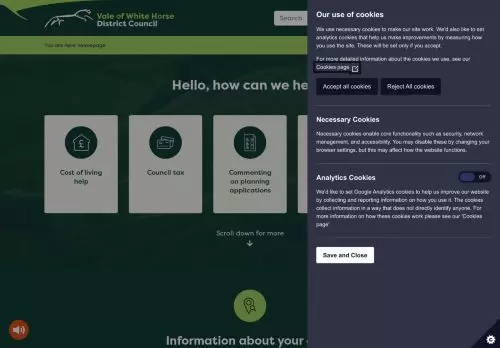 Vale of White Horse
District Council
Search
You are here: Homepage
Hello, how can we he
Cost of living
help
Council tax
Commenting
on planning
applications
Scroll down for more
Information about your
Our use of cookies
We use necessary cookies to make our site work. We'd also like to set
analytics cookies that help us make improvements by measuring how
you use the site. These will be set only if you accept.
For more detailed information about the cookies we use, see our
Cookies page
Accept all cookies
Reject All cookies
Necessary Cookies
Necessary cookies enable core functionality such as security, network
management, and accessibility. You may disable these by changing your
browser settings, but this may affect how the website functions.
Analytics Cookies
Off
We'd like to set Google Analytics cookies to help us improve our website
by collecting and reporting information on how you use it. The cookies
collect information in a way that does not directly identify anyone. For
more information on how these cookies work please see our 'Cookies
page'
Save and Close